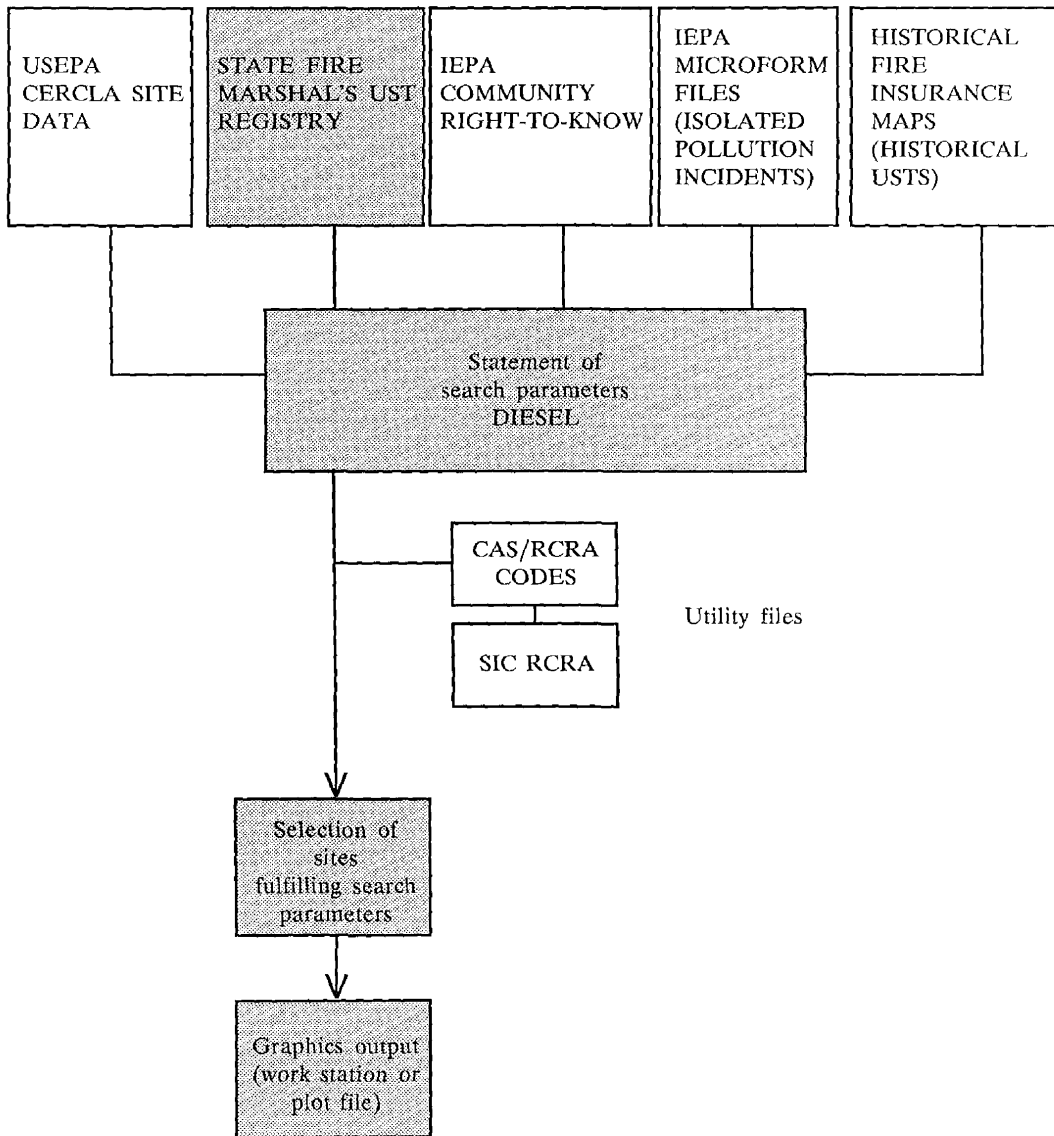 USEPA
CERCLA SITE
DATA
STATE FIRE
MARSHAL'S UST
REGISTRY
IEPA
COMMUNITY
RIGHT-TO-KNOW
IEPA
MICROFORM
FILES
(ISOLATED
POLLUTION
INCIDENTS)
HISTORICAL
FIRE
INSURANCE
MAPS
(HISTORICAL
USTS)
Statement of
search parameters
DIESEL
CAS/RCRA
CODES
Utility files
SIC RCRA
Selection of
sites
fulfilling search
parameters
Graphics output
(work station or
plot file)